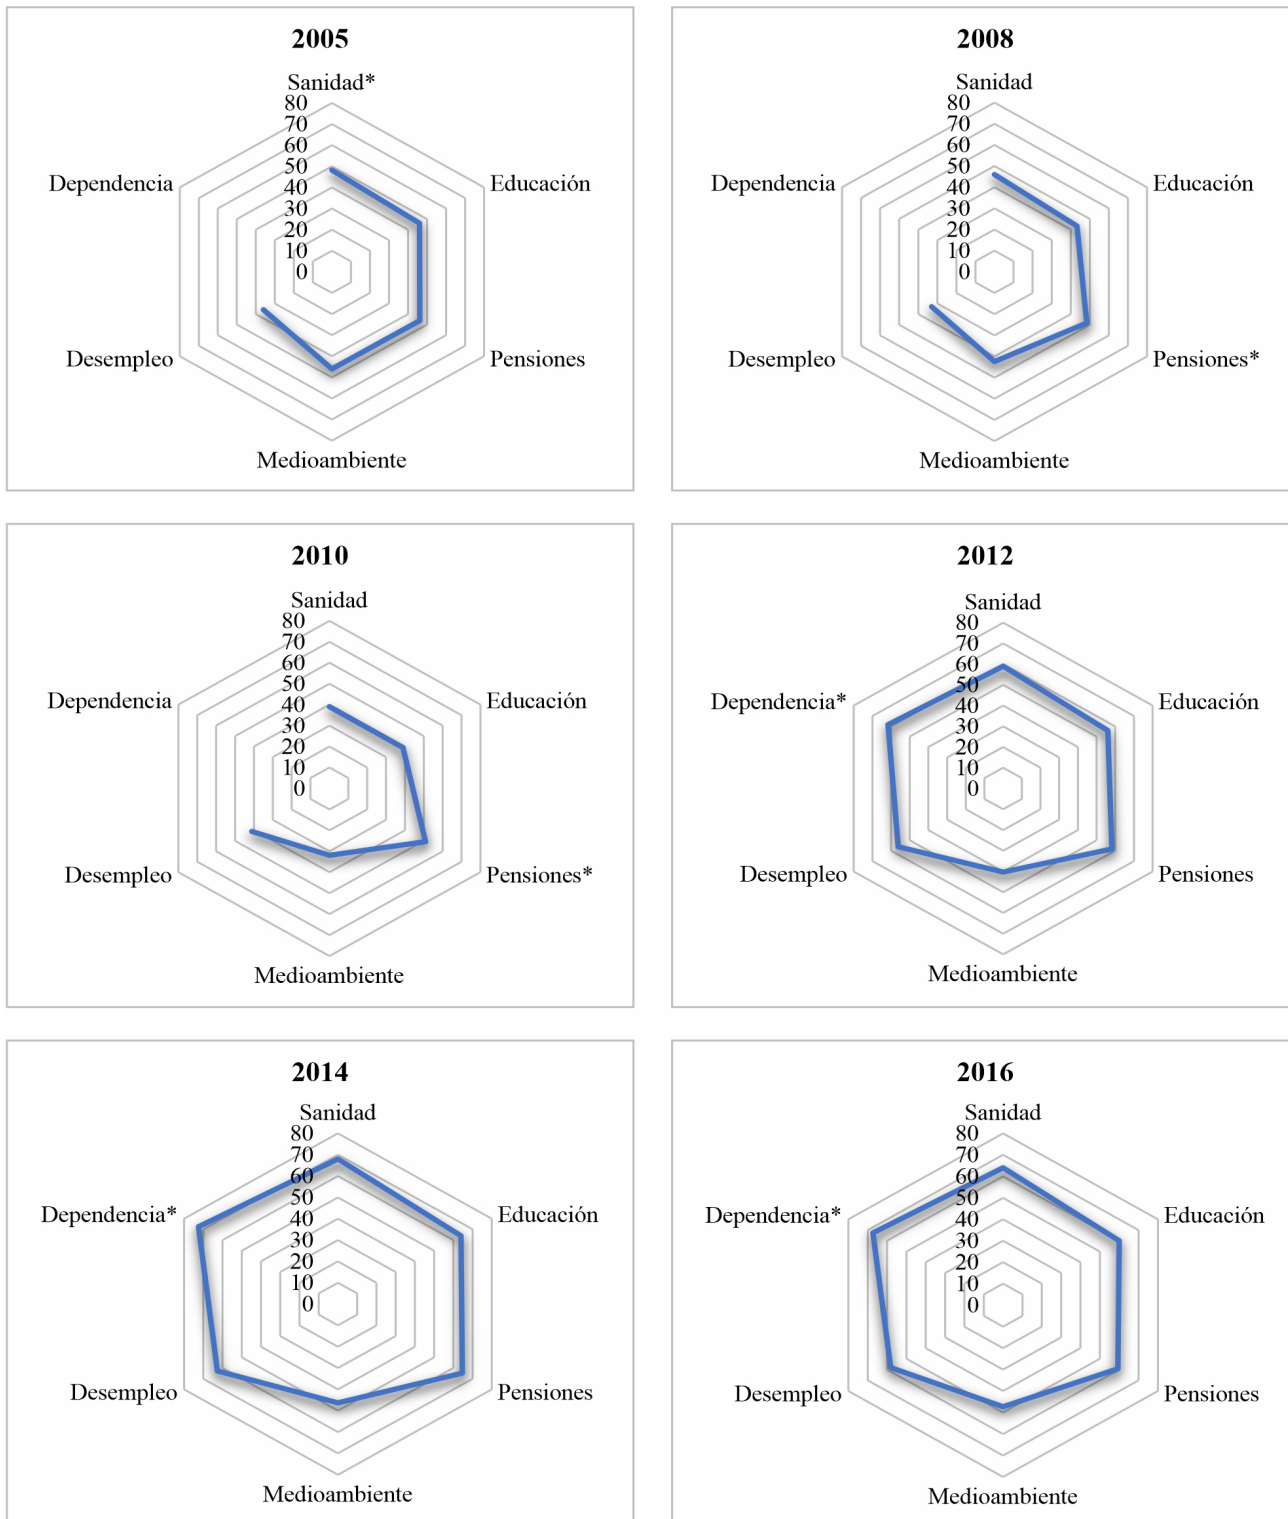 2005
Sanidad*
80
70
60
50
40
30
20
10
0
Dependencia
Educación
Desempleo
Pensiones
Medioambiente
2008
Sanidad
80
70
60
50
40
30
20
10
0
Dependencia
Educación
Desempleo
Pensiones*
Medioambiente
2010
Sanidad
80
70
60
50
40
30
20
10
0
Dependencia
Educación
Desempleo
Pensiones*
Medioambiente
2012
Sanidad
80
70
60
50
40
30
20
10
0
Dependencia*
Educación
Desempleo
Pensiones
Medioambiente
2014
Sanidad
80
70
60
50
40
30
20
10
0
Dependencia*
Educación
Desempleo
Pensiones
Medioambiente
2016
Sanidad
80
70
60
50
40
30
20
10
0
Dependencia*
Educación
Desempleo
Pensiones
Medioambiente